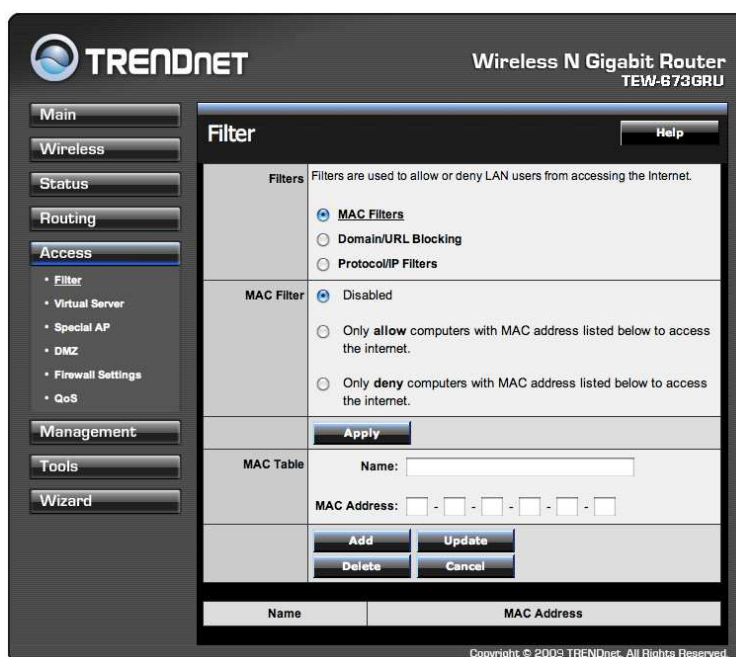 TRENDNET
Wireless N Gigabit Router
TEW-673GRU
Main
Wireless
Status
Routing
Access
• Filter
• Virtual Server
• Special AP
• DMZ
• Firewall Settings
• QoS
Management
Tools
Wizard
Filter
Help
Filters
Filters are used to allow or deny LAN users from accessing the Internet.
MAC Filters
Domain/URL Blocking
Protocol/IP Filters
MAC Filter
Disabled
Only allow computers with MAC address listed below to access
the internet.
Only deny computers with MAC address listed below to access
the internet.
Apply
MAC Table
Name:
MAC Address: - - - - -
Add
Update
Delete
Cancel
Name
MAC Address
Copyright © 2009 TRENDnet. All Rights Reserved.